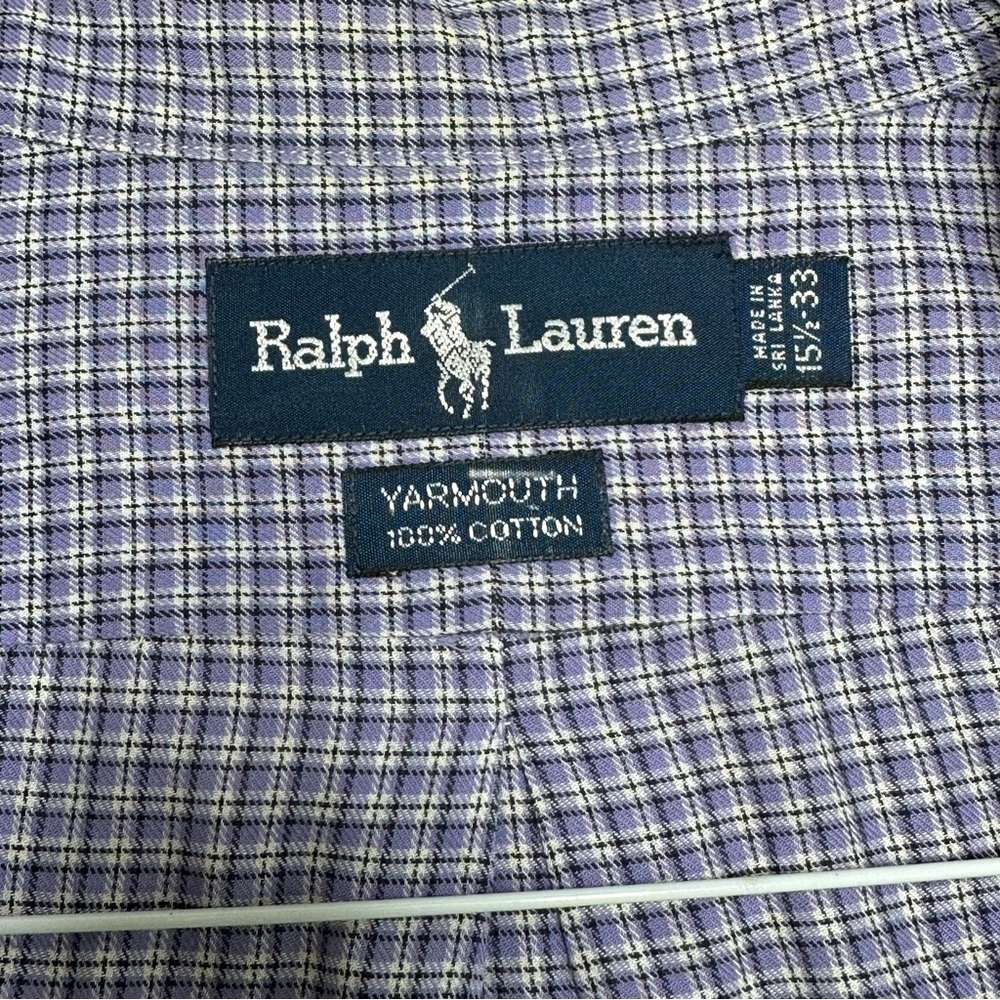 Ralph Lauren
MADE IN
SRI LANKA
15½-33
YARMOUTH
100% COTTON